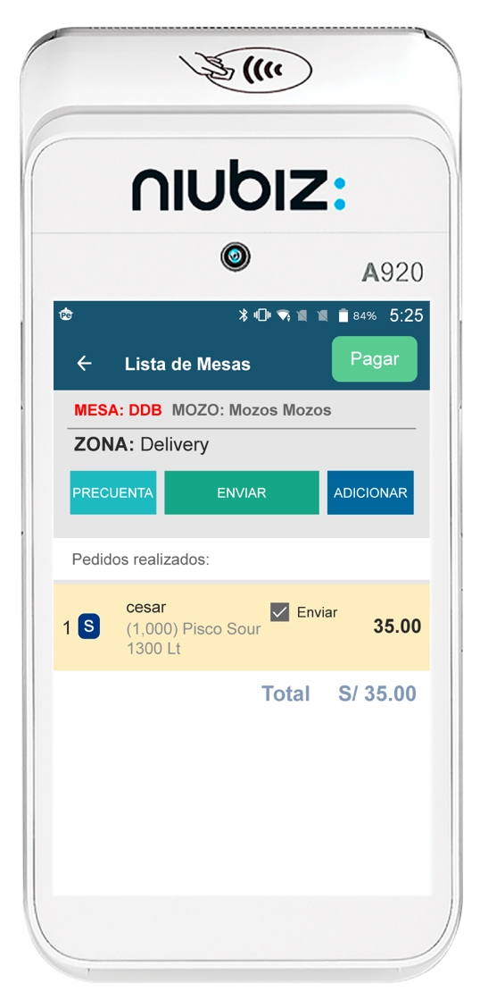 niubiz:
A920
Pe 84% 5:25
Lista de Mesas Pagar
MESA: DDB MOZO: Mozos Mozos
ZONA: Delivery
PRECUENTA ENVIAR ADICIONAR
Pedidos realizados:
1 S cesar Enviar 35.00
(1,000) Pisco Sour
1300 Lt
Total S/ 35.00